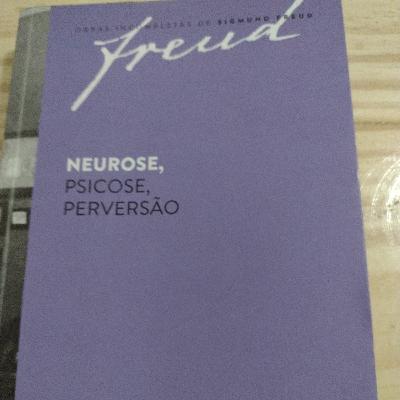 OBRAS INCOMPLETAS DE SIGMUND FREUD
freud
NEUROSE,
PSICOSE,
PERVERSÃO